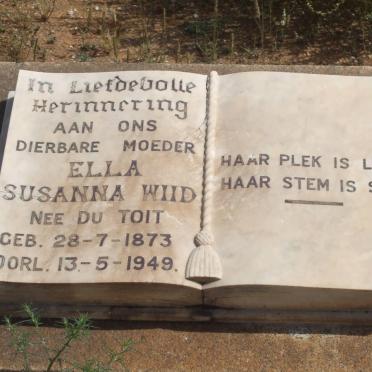 In Liefdevolle
Herinnering
AAN ONS
DIERBARE MOEDER
ELLA
SUSANNA WIID
NEE DU TOIT
GEB. 28-7-1873
OORL. 13-5-1949.
HAAR PLEK IS L
HAAR STEM IS S